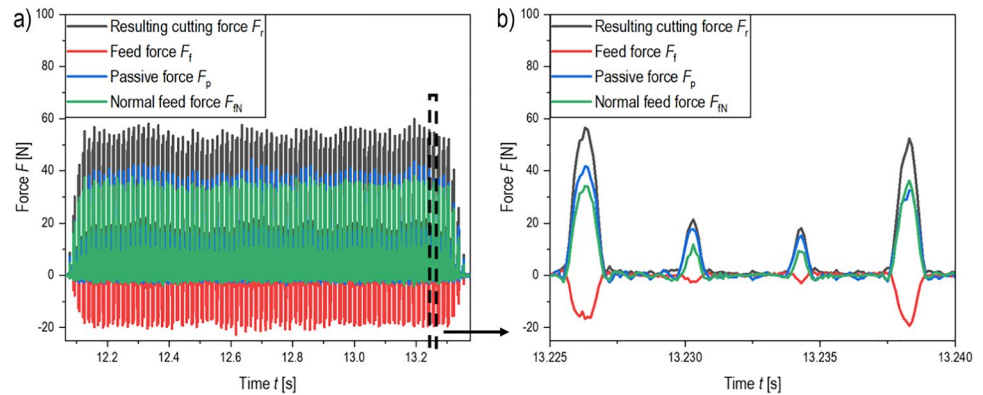 a)
100
80
60
40
20
0
-20
Force F [N]
Resulting cutting force Fr
Feed force Ff
Passive force Fp
Normal feed force FfN
12.2 12.4 12.6 12.8 13.0 13.2
Time t [s]
b)
100
80
60
40
20
0
-20
Force F [N]
Resulting cutting force Fr
Feed force Ff
Passive force Fp
Normal feed force FfN
13.225 13.230 13.235 13.240
Time t [s]